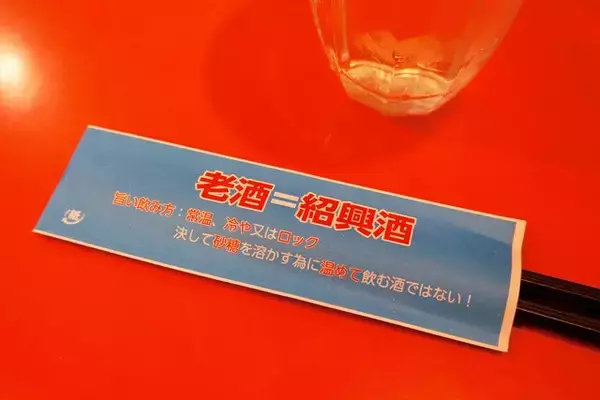 老酒＝紹興酒
旨い飲み方：常温、冷や又はロック
決して砂糖を溶かす為に温めて飲む酒ではない！